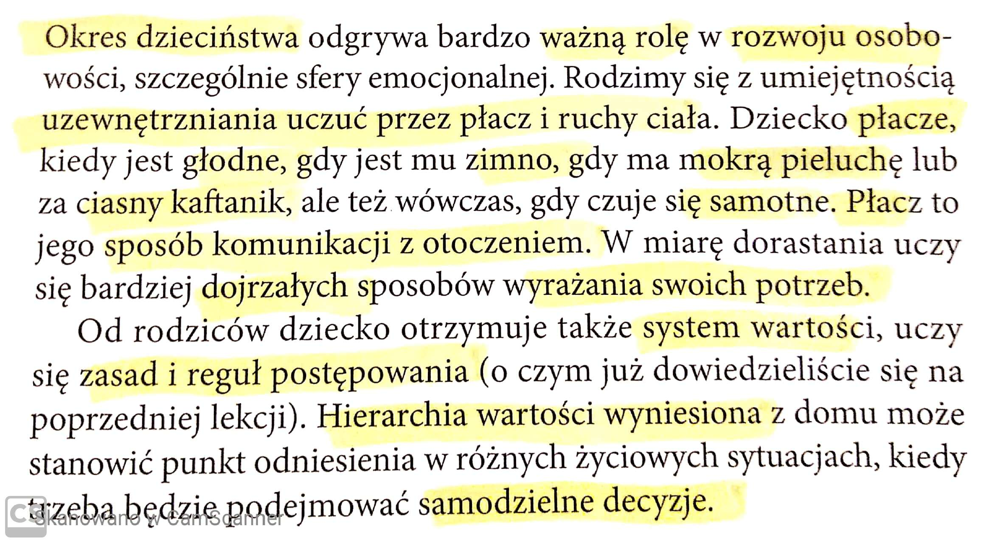 Okres dzieciństwa odgrywa bardzo ważną rolę w rozwoju osobo-
wości, szczególnie sfery emocjonalnej. Rodzimy się z umiejętnością
uzewnętrzniania uczuć przez płacz i ruchy ciała. Dziecko płacze,
kiedy jest głodne, gdy jest mu zimno, gdy ma mokrą pieluchę lub
za ciasny kaftanik, ale też wówczas, gdy czuje się samotne. Płacz to
jego sposób komunikacji z otoczeniem. W miarę dorastania uczy
się bardziej dojrzałych sposobów wyrażania swoich potrzeb.
Od rodziców dziecko otrzymuje także system wartości, uczy
się zasad i reguł postępowania (o czym już dowiedzieliście się na
poprzedniej lekcji). Hierarchia wartości wyniesiona z domu może
stanowić punkt odniesienia w różnych życiowych sytuacjach, kiedy
trzeba będzie podejmować samodzielne decyzje.
CS Skanowano w CamScanner